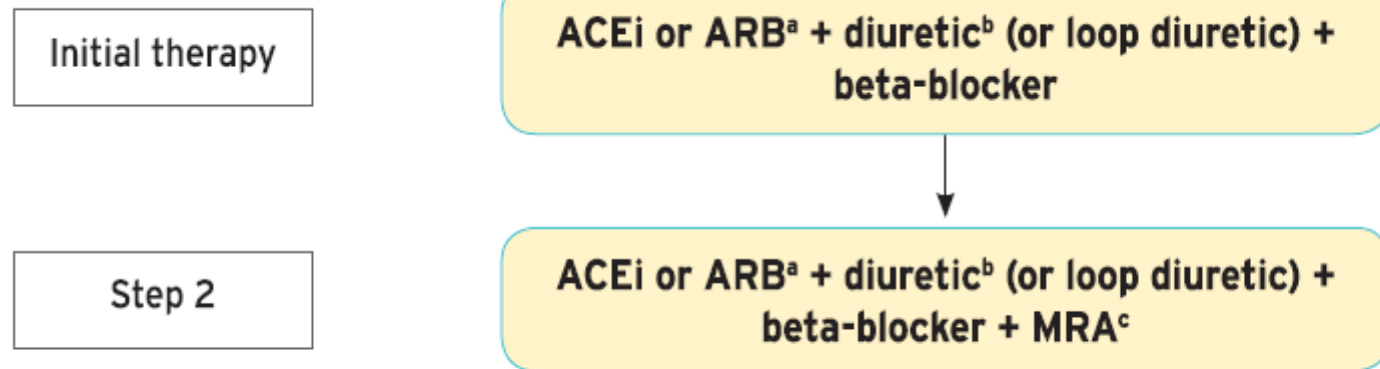 Initial therapy
ACEi or ARBᵃ + diureticᵇ (or loop diuretic) +
beta-blocker
Step 2
ACEi or ARBᵃ + diureticᵇ (or loop diuretic) +
beta-blocker + MRAᶜ